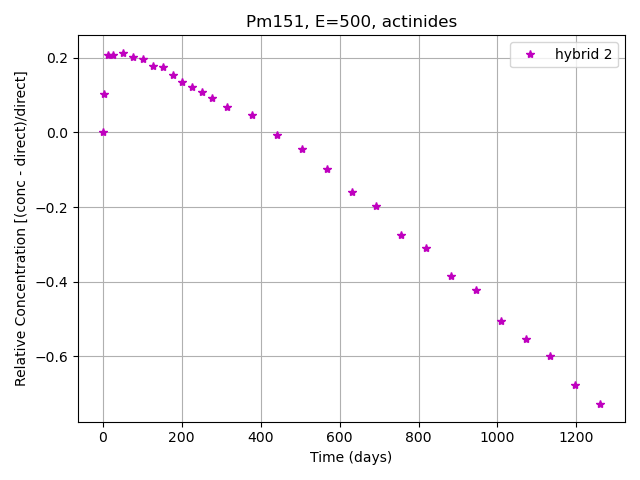 Pm151, E=500, actinides
hybrid 2
Relative Concentration [(conc - direct)/direct]
0.2
0.0
−0.2
−0.4
−0.6
0 200 400 600 800 1000 1200
Time (days)